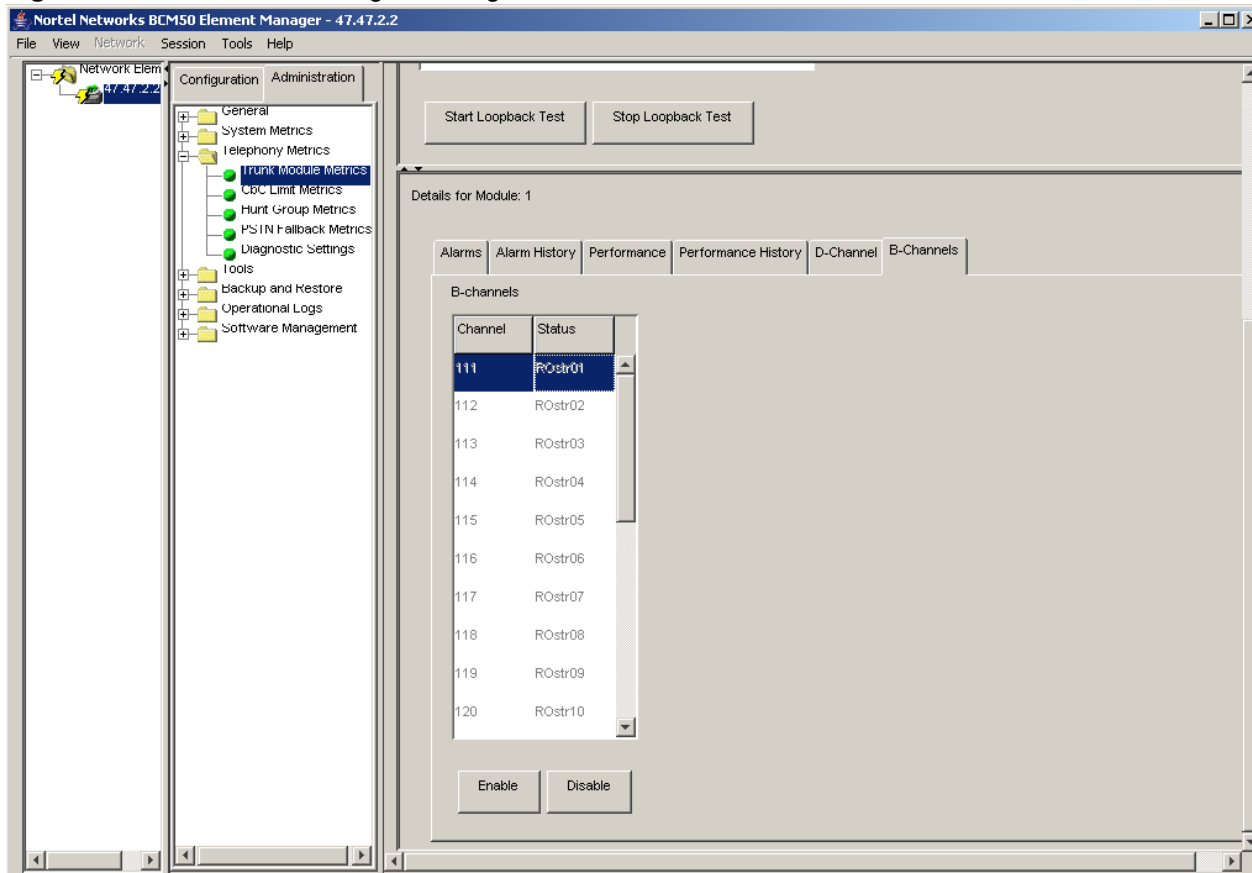 Nortel Networks BCM50 Element Manager - 47.47.2.2
File View Network Session Tools Help
Network Elem
47.47.2.2
Configuration Administration
General
System Metrics
Telephony Metrics
Trunk Module Metrics
CbC Limit Metrics
Hunt Group Metrics
PSTN Fallback Metrics
Diagnostic Settings
Tools
Backup and Restore
Operational Logs
Software Management
Start Loopback Test Stop Loopback Test
Details for Module: 1
Alarms Alarm History Performance Performance History D-Channel B-Channels
B-channels
Channel Status
111 ROstr01
112 ROstr02
113 ROstr03
114 ROstr04
115 ROstr05
116 ROstr06
117 ROstr07
118 ROstr08
119 ROstr09
120 ROstr10
Enable Disable